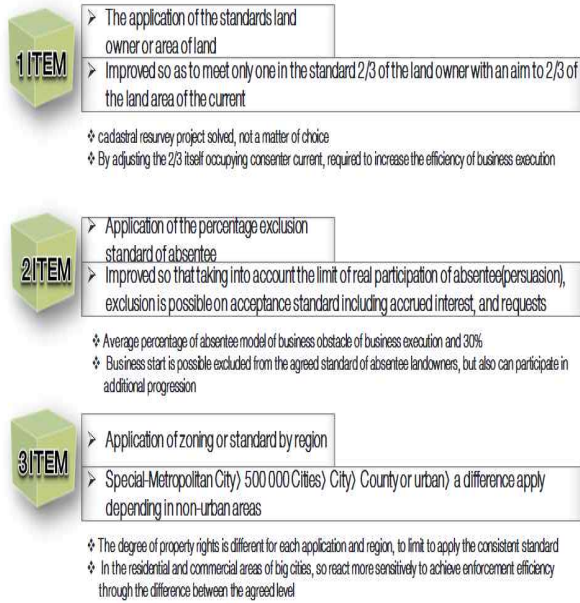 1 ITEM
➢ The application of the standards land
owner or area of land
➢ Improved so as to meet only one in the standard 2/3 of the land owner with an aim to 2/3 of
the land area of the current
❖ cadastral resurvey project solved, not a matter of choice
❖ By adjusting the 2/3 itself occupying consenter current, required to increase the efficiency of business execution
2 ITEM
➢ Application of the percentage exclusion
standard of absentee
➢ Improved so that taking into account the limit of real participation of absentee(persuasion),
exclusion is possible on acceptance standard including accrued interest, and requests
❖ Average percentage of absentee model of business obstacle of business execution and 30%
❖ Business start is possible excluded from the agreed standard of absentee landowners, but also can participate in
additional progression
3 ITEM
➢ Application of zoning or standard by region
➢ Special-Metropolitan City〉 500 000 Cities〉 City〉 County or urban〉 a difference apply
depending in non-urban areas
❖ The degree of property rights is different for each application and region, to limit to apply the consistent standard
❖ In the residential and commercial areas of big cities, so react more sensitively to achieve enforcement efficiency
through the difference between the agreed level